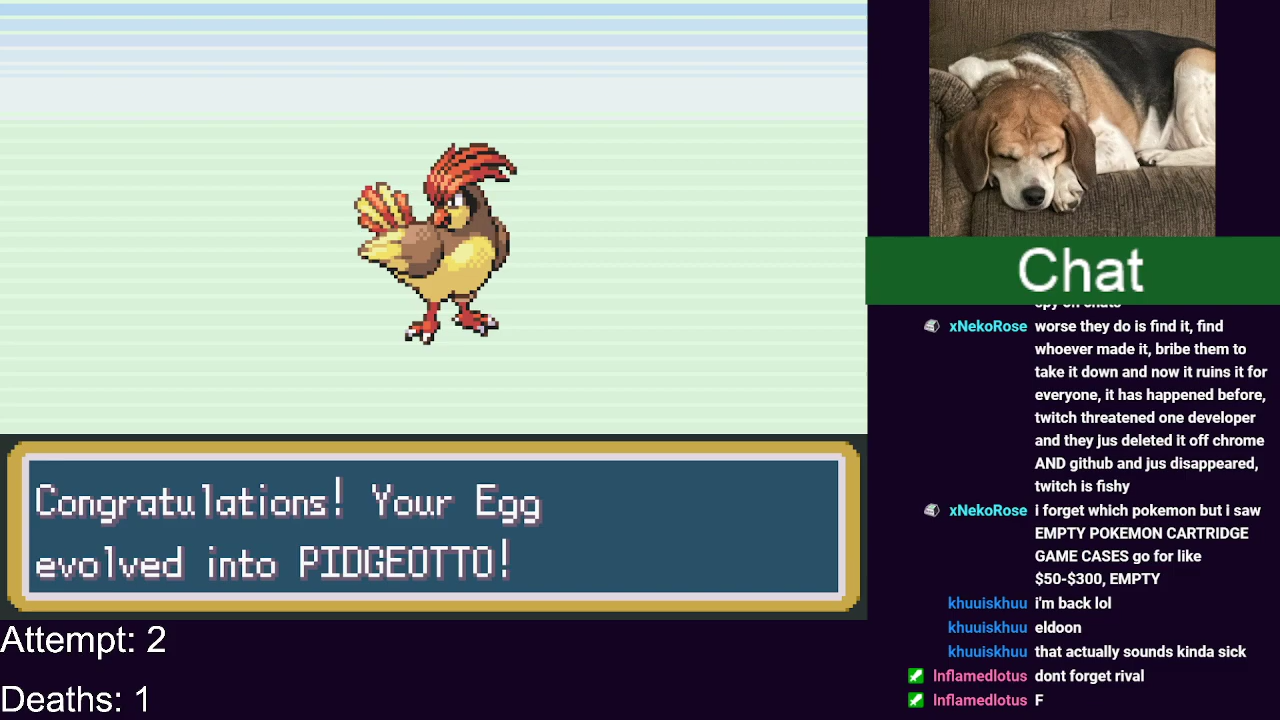 Congratulations! Your Egg
evolved into PIDGEOTTO!
Attempt: 2
Deaths: 1
Chat
spy on chats
xNekoRose worse they do is find it, find
whoever made it, bribe them to
take it down and now it ruins it for
everyone, it has happened before,
twitch threatened one developer
and they jus deleted it off chrome
AND github and jus disappeared,
twitch is fishy
xNekoRose i forget which pokemon but i saw
EMPTY POKEMON CARTRIDGE
GAME CASES go for like
$50-$300, EMPTY
khuuiskhuu i'm back lol
khuuiskhuu eldoon
khuuiskhuu that actually sounds kinda sick
Inflamedlotus dont forget rival
Inflamedlotus F